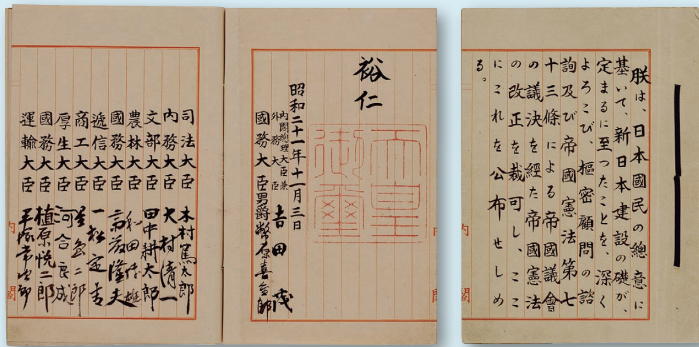 朕は、日本國民の總意に
基いて、新日本建設の礎が、
定まるに至つたことを、深く
よろこび、樞密顧問の諮
詢及び帝國憲法第七
十三條による帝國議會
の議決を経た帝國憲法
の改正を裁可し、ここ
にこれを公布せしめ
る。
裕仁
天皇御璽
昭和二十一年十一月三日
內閣總理大臣兼
外務大臣 吉田茂
國務大臣 男爵幣原喜重郎
司法大臣 木村篤太郎
內務大臣 大村清一
文部大臣 田中耕太郎
農林大臣 和田博雄
國務大臣 斎藤隆夫
遞信大臣 一松定吉
商工大臣 星島二郎
厚生大臣 河合良成
國務大臣 植原悦二郎
運輸大臣 平塚常次郎
內閣
內閣